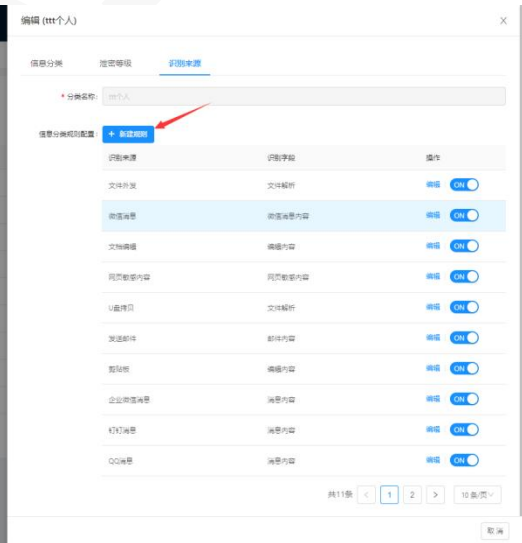 编辑 (ttt个人)
信息分类 泄密等级 识别来源
* 分类名称: ttt个人
信息分类规则配置: + 新建规则
识别来源 识别字段 操作
文件外发 文件解析 编辑 ON
微信消息 微信消息内容 编辑 ON
文档编辑 编辑内容 编辑 ON
网页敏感内容 网页敏感内容 编辑 ON
U盘拷贝 文件解析 编辑 ON
发送邮件 邮件内容 编辑 ON
剪贴板 编辑内容 编辑 ON
企业微信消息 消息内容 编辑 ON
钉钉消息 消息内容 编辑 ON
QQ消息 消息内容 编辑 ON
共11条 < 1 2 > 10 条/页
取 消